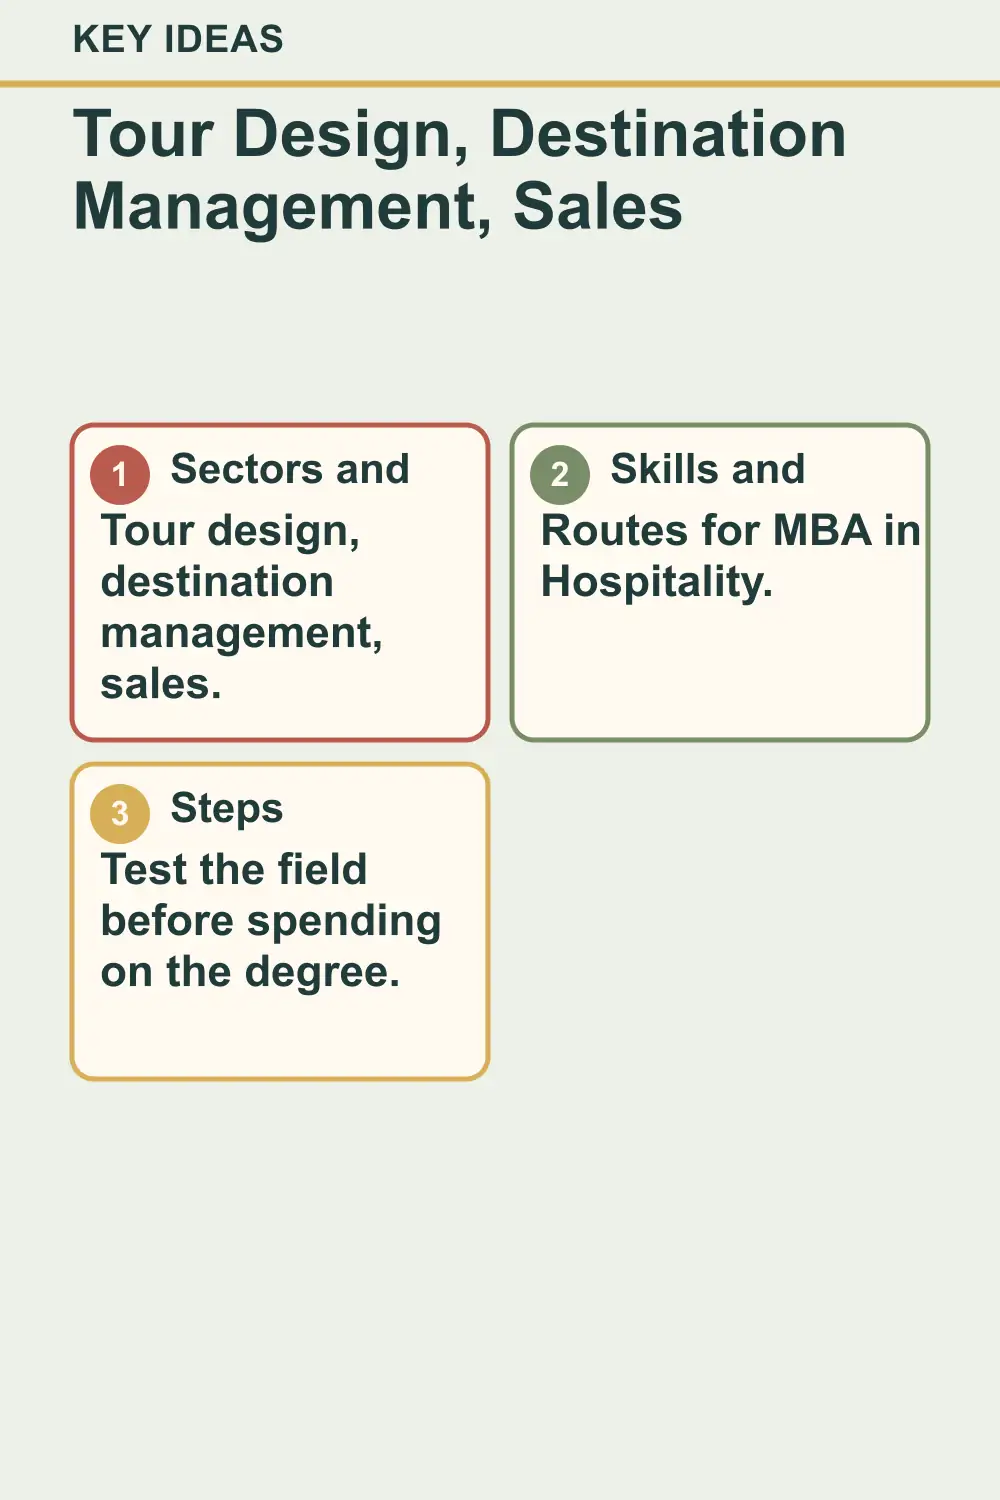 KEY IDEAS
Tour Design, Destination
Management, Sales
1 Sectors and
Tour design,
destination
management,
sales.
2 Skills and
Routes for MBA in
Hospitality.
3 Steps
Test the field
before spending
on the degree.